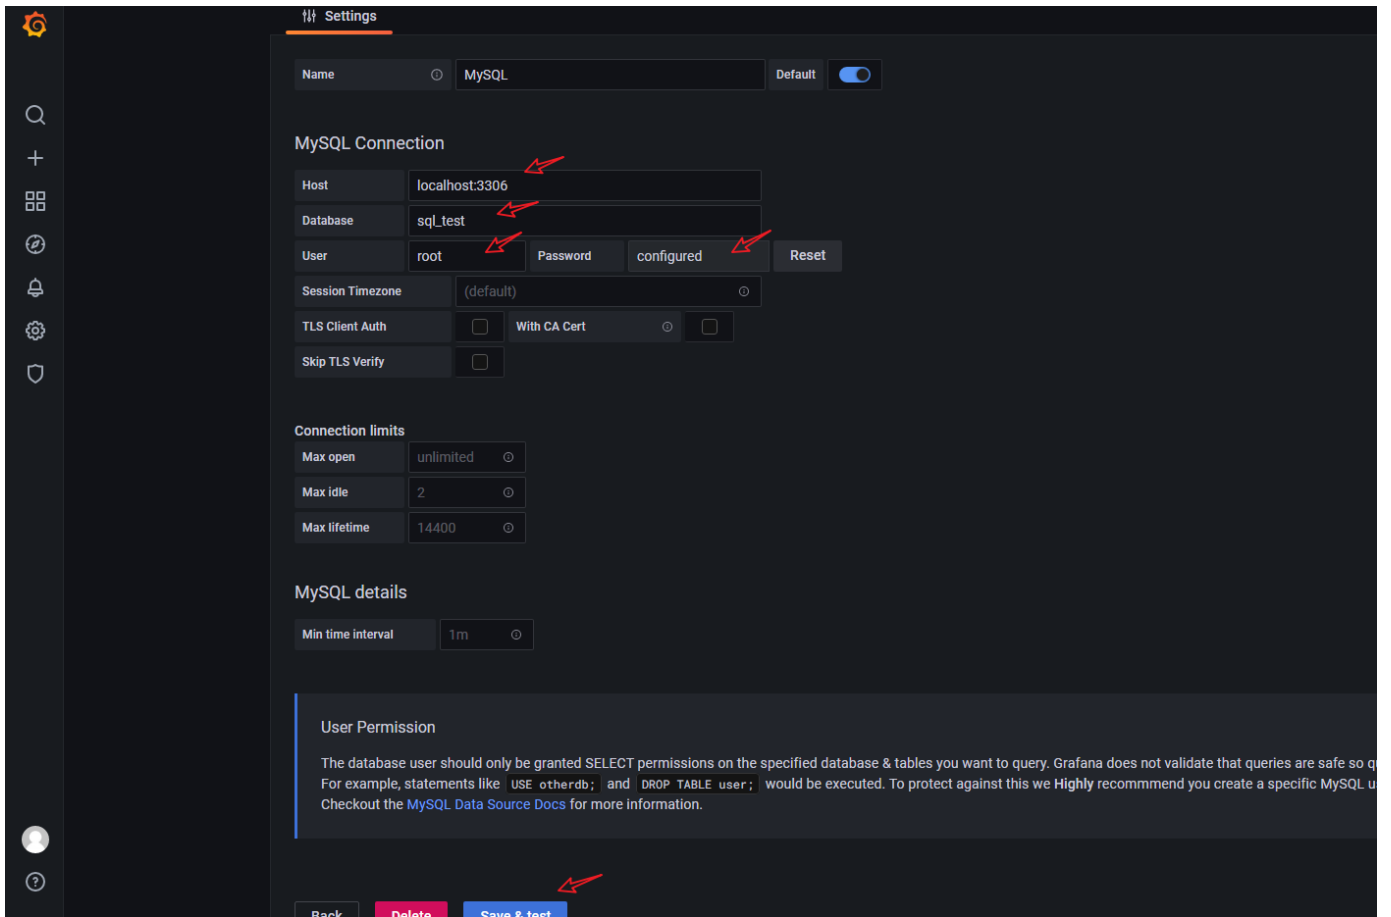 Settings
Name MySQL Default
MySQL Connection
Host localhost:3306
Database sql_test
User root Password configured Reset
Session Timezone (default)
TLS Client Auth With CA Cert
Skip TLS Verify
Connection limits
Max open unlimited
Max idle 2
Max lifetime 14400
MySQL details
Min time interval 1m
User Permission
The database user should only be granted SELECT permissions on the specified database & tables you want to query. Grafana does not validate that queries are safe so
For example, statements like USE otherdb; and DROP TABLE user; would be executed. To protect against this we Highly recommmend you create a specific MySQL
Checkout the MySQL Data Source Docs for more information.
Back Delete Save & test